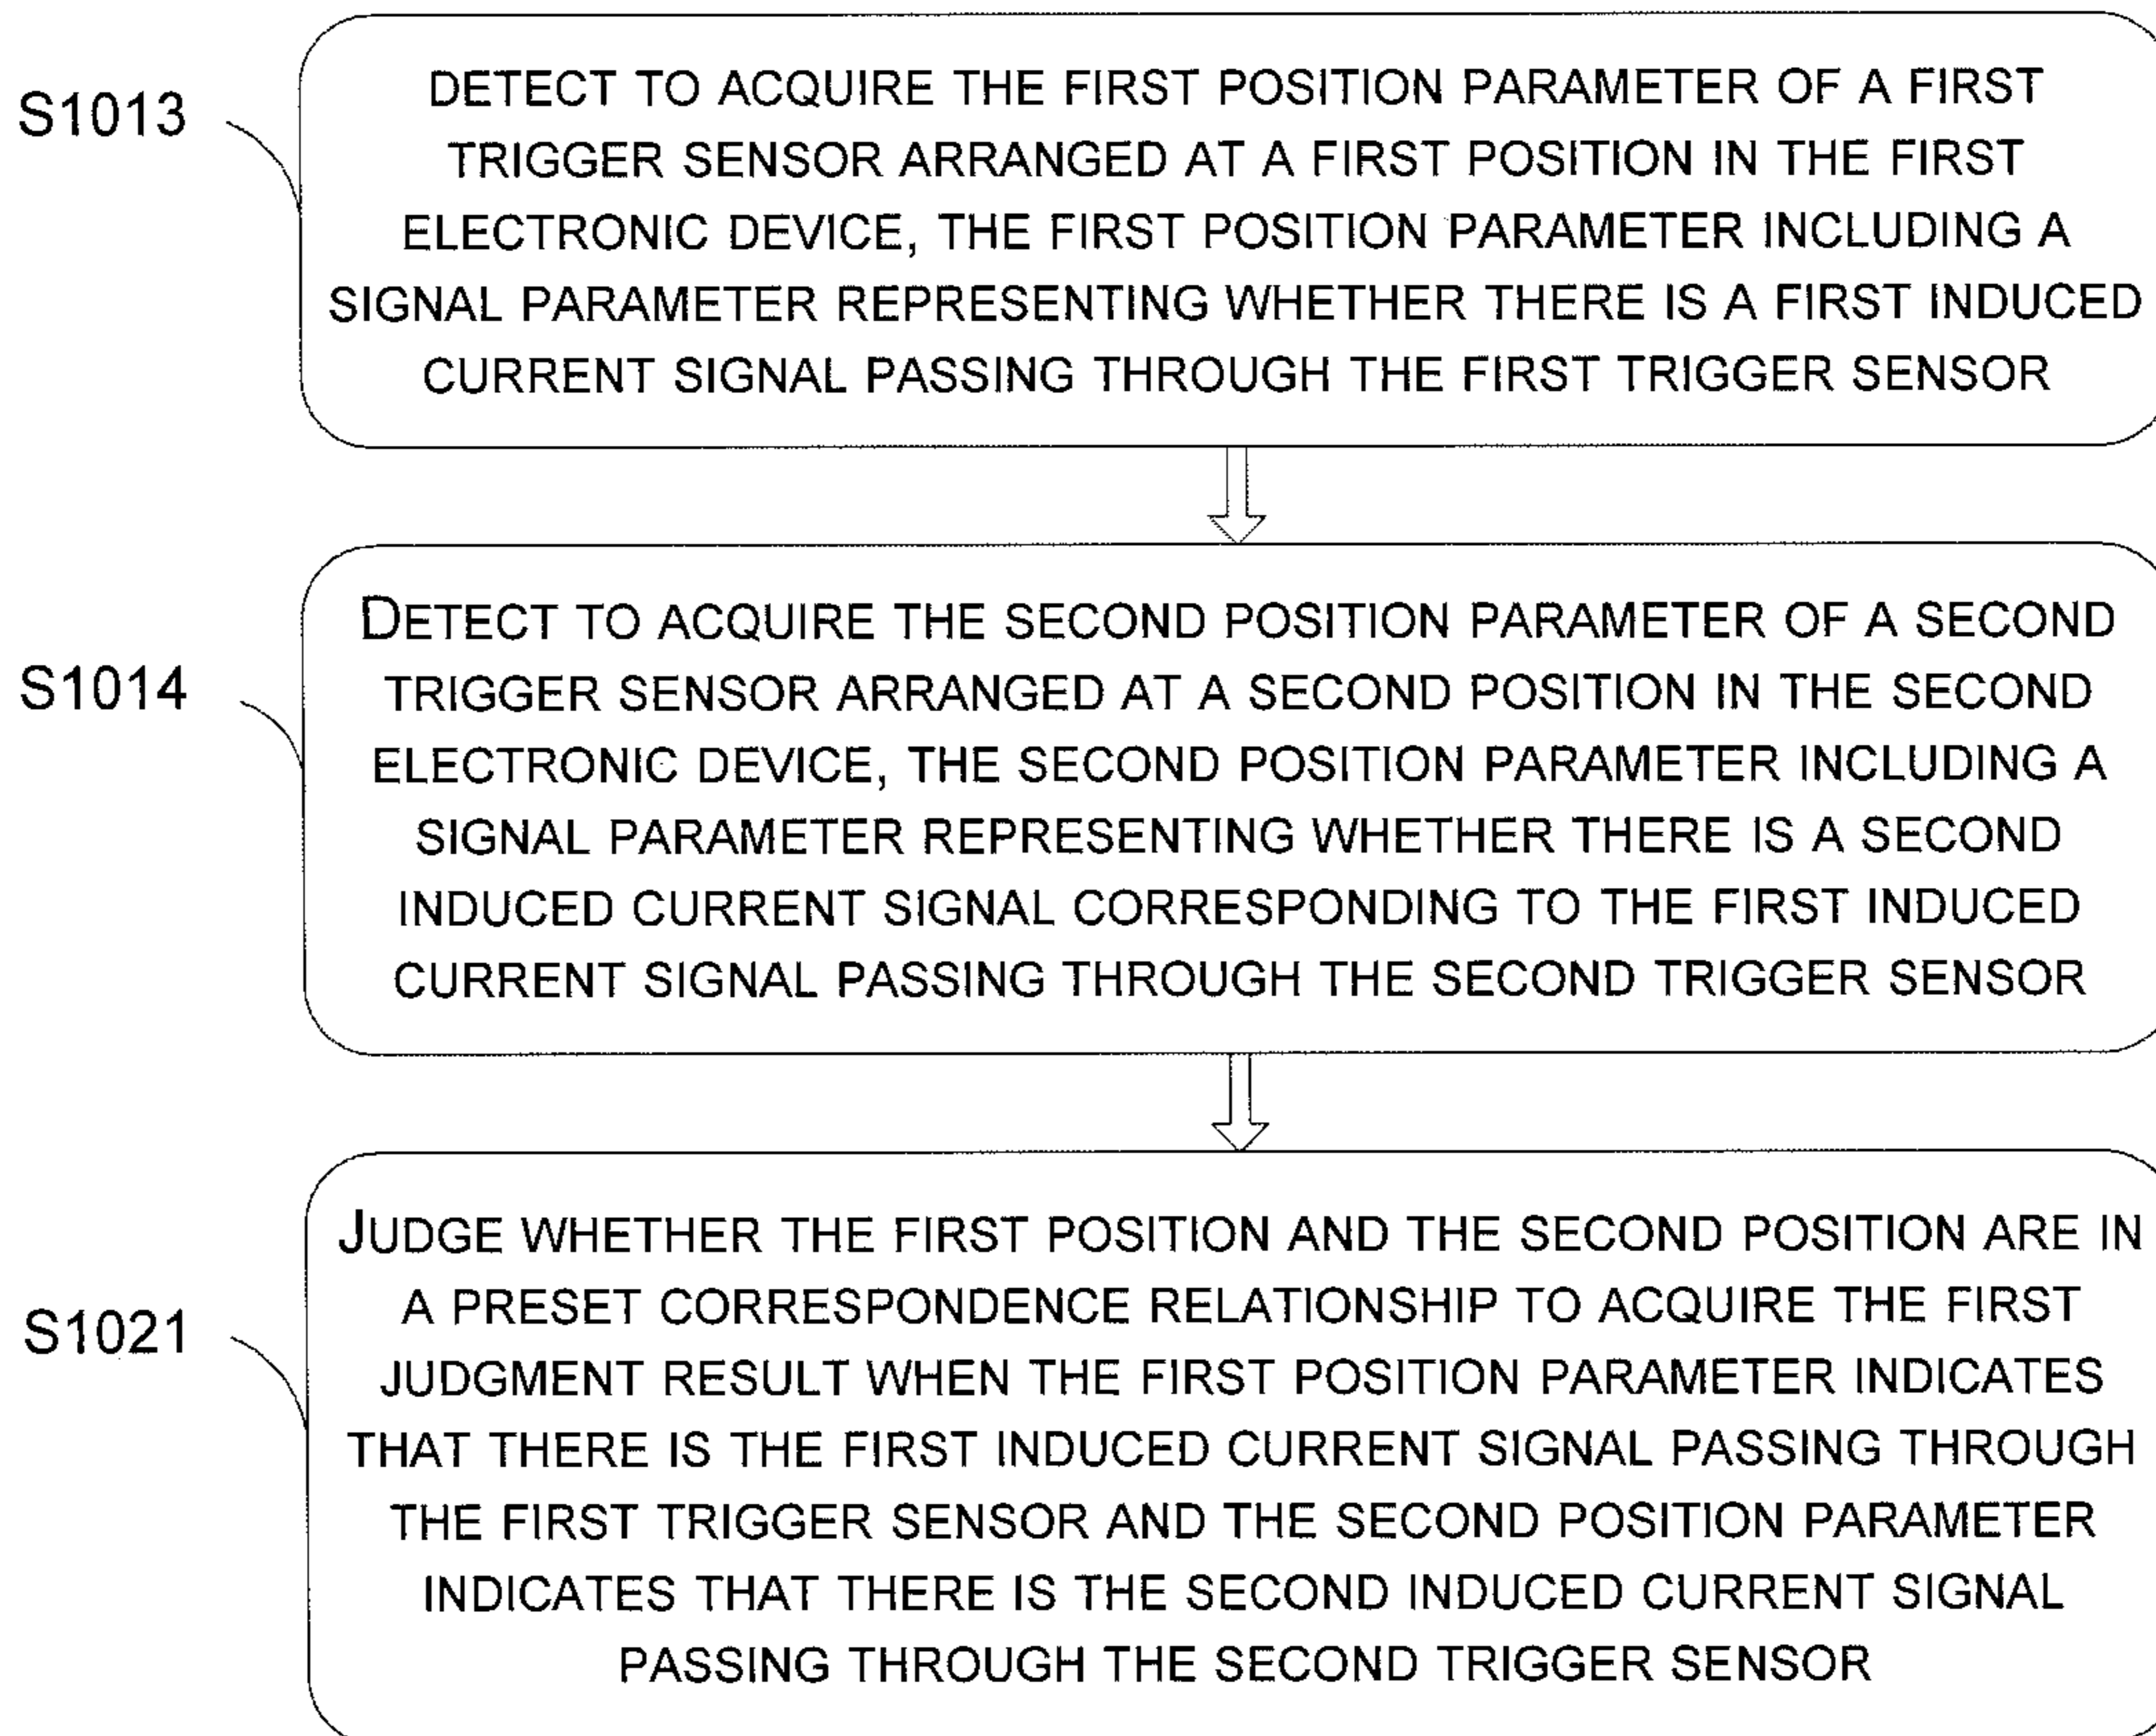 S1013
DETECT TO ACQUIRE THE FIRST POSITION PARAMETER OF A FIRST
TRIGGER SENSOR ARRANGED AT A FIRST POSITION IN THE FIRST
ELECTRONIC DEVICE, THE FIRST POSITION PARAMETER INCLUDING A
SIGNAL PARAMETER REPRESENTING WHETHER THERE IS A FIRST INDUCED
CURRENT SIGNAL PASSING THROUGH THE FIRST TRIGGER SENSOR
S1014
DETECT TO ACQUIRE THE SECOND POSITION PARAMETER OF A SECOND
TRIGGER SENSOR ARRANGED AT A SECOND POSITION IN THE SECOND
ELECTRONIC DEVICE, THE SECOND POSITION PARAMETER INCLUDING A
SIGNAL PARAMETER REPRESENTING WHETHER THERE IS A SECOND
INDUCED CURRENT SIGNAL CORRESPONDING TO THE FIRST INDUCED
CURRENT SIGNAL PASSING THROUGH THE SECOND TRIGGER SENSOR
S1021
JUDGE WHETHER THE FIRST POSITION AND THE SECOND POSITION ARE IN
A PRESET CORRESPONDENCE RELATIONSHIP TO ACQUIRE THE FIRST
JUDGMENT RESULT WHEN THE FIRST POSITION PARAMETER INDICATES
THAT THERE IS THE FIRST INDUCED CURRENT SIGNAL PASSING THROUGH
THE FIRST TRIGGER SENSOR AND THE SECOND POSITION PARAMETER
INDICATES THAT THERE IS THE SECOND INDUCED CURRENT SIGNAL
PASSING THROUGH THE SECOND TRIGGER SENSOR